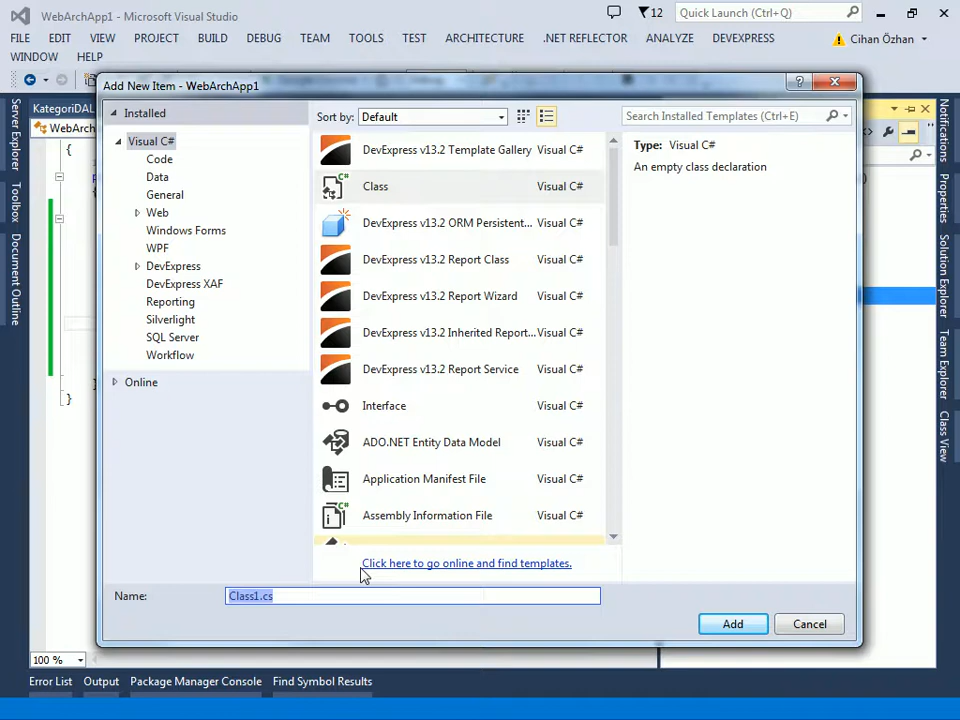 WebArchApp1 - Microsoft Visual Studio
12
Quick Launch (Ctrl+Q)
FILE EDIT VIEW PROJECT BUILD DEBUG TEAM TOOLS TEST ARCHITECTURE .NET REFLECTOR ANALYZE DEVEXPRESS
Cihan Özhan
WINDOW HELP
Add New Item - WebArchApp1
?
KategoriDAL
WebArch
Server Explorer
Toolbox
Document Outline
Installed
Visual C#
Code
Data
General
Web
Windows Forms
WPF
DevExpress
DevExpress XAF
Reporting
Silverlight
SQL Server
Workflow
Online
Sort by: Default
Search Installed Templates (Ctrl+E)
DevExpress v13.2 Template Gallery Visual C#
Class Visual C#
DevExpress v13.2 ORM Persistent... Visual C#
DevExpress v13.2 Report Class Visual C#
DevExpress v13.2 Report Wizard Visual C#
DevExpress v13.2 Inherited Report... Visual C#
DevExpress v13.2 Report Service Visual C#
Interface Visual C#
ADO.NET Entity Data Model Visual C#
Application Manifest File Visual C#
Assembly Information File Visual C#
Click here to go online and find templates.
Type: Visual C#
An empty class declaration
Name: Class1.cs
Add Cancel
Notifications
Properties
Solution Explorer
Team Explorer
Class View
{
}
100 %
Error List Output Package Manager Console Find Symbol Results